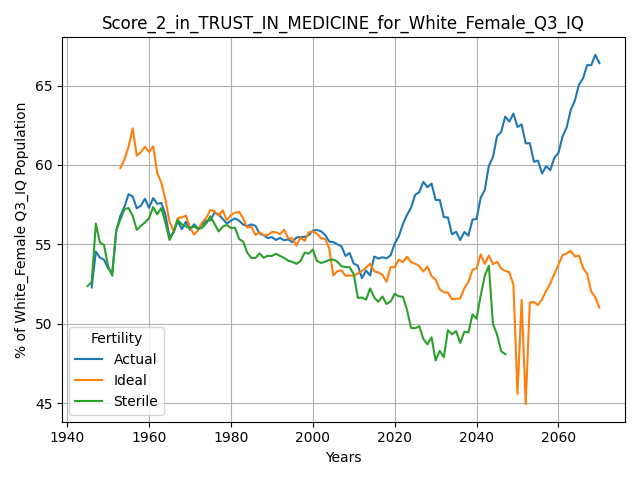 Score_2_in_TRUST_IN_MEDICINE_for_White_Female_Q3_IQ
% of White_Female Q3_IQ Population
65
60
55
50
45
Fertility
Actual
Ideal
Sterile
1940 1960 1980 2000 2020 2040 2060
Years